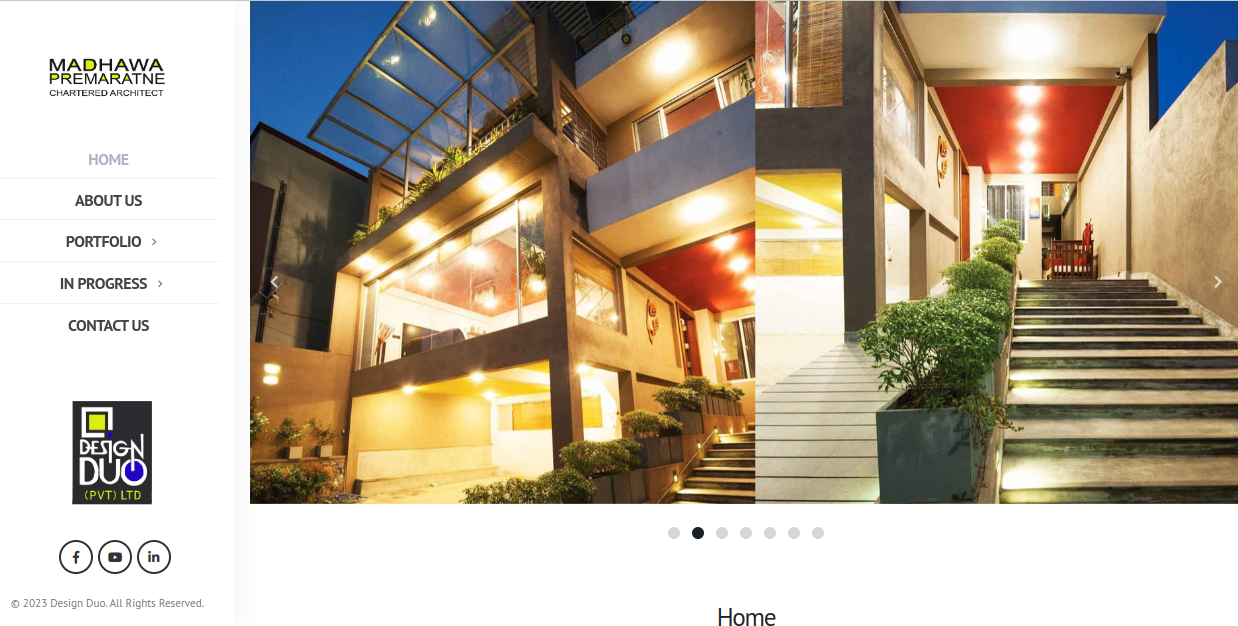 MADHAWA
PREMARATNE
CHARTERED ARCHITECT
HOME
ABOUT US
PORTFOLIO
IN PROGRESS
CONTACT US
DESIGN
DUO
(PVT) LTD
© 2023 Design Duo. All Rights Reserved.
Home